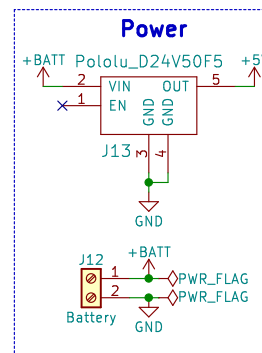 Power
+BATT Pololu_D24V50F5 +5
2 VIN OUT 5
1 EN
GND GND
J13 3 4
GND
J12 +BATT
1 PWR_FLAG
2 PWR_FLAG
Battery GND